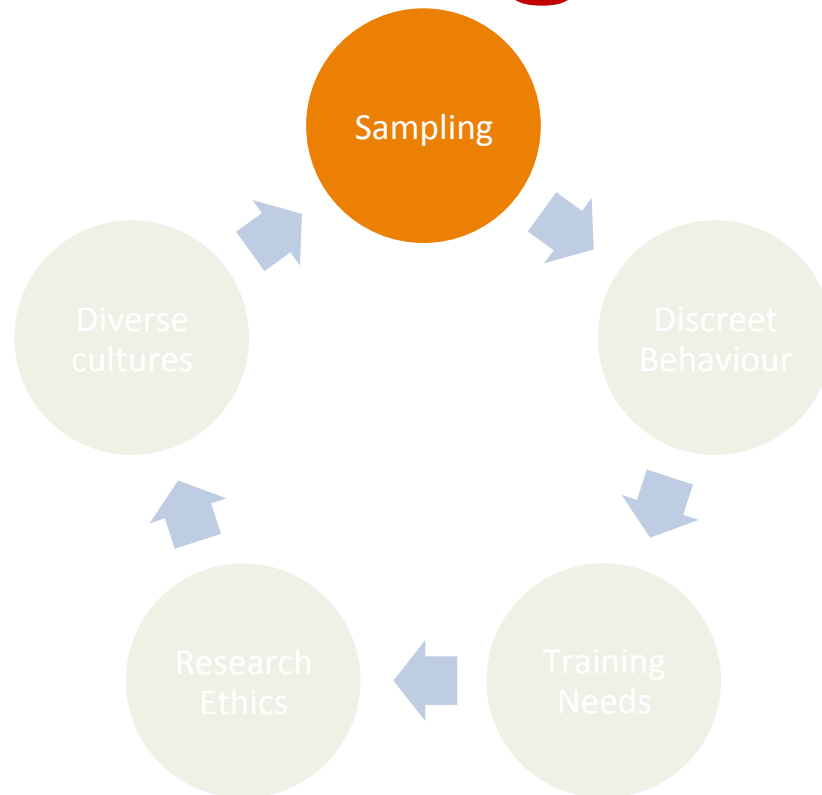 Sampling
Discreet
Behaviour
Training
Needs
Research
Ethics
Diverse
cultures